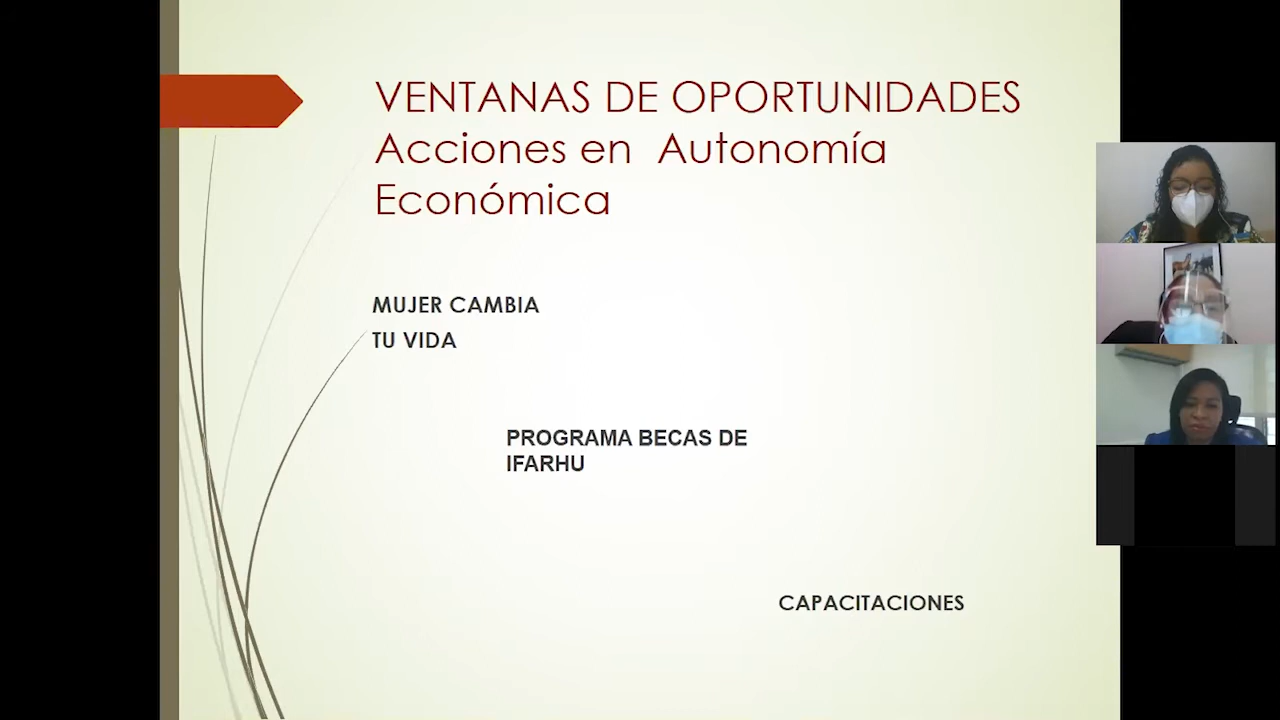 VENTANAS DE OPORTUNIDADES
Acciones en Autonomía
Económica
MUJER CAMBIA
TU VIDA
PROGRAMA BECAS DE
IFARHU
CAPACITACIONES